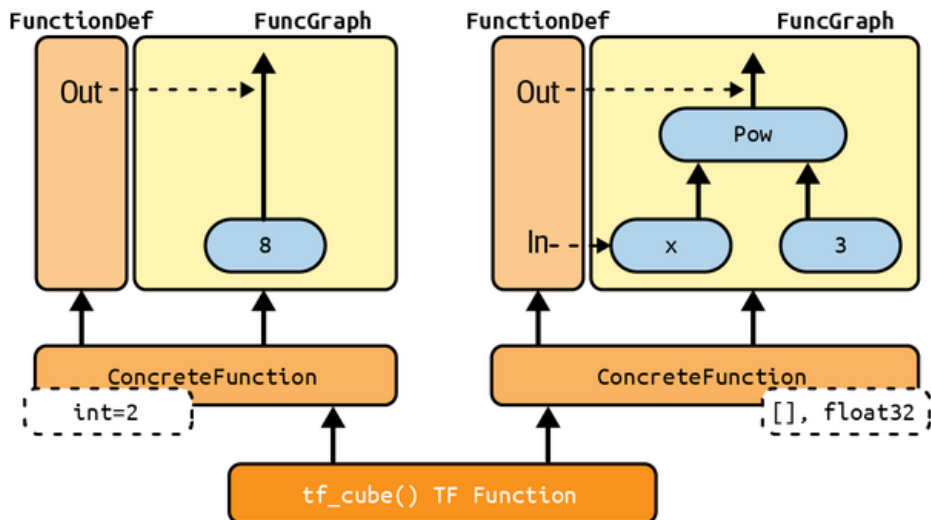 FunctionDef FuncGraph FunctionDef FuncGraph
Out Out
Pow
8 In x 3
ConcreteFunction ConcreteFunction
int=2 [], float32
tf_cube() TF Function